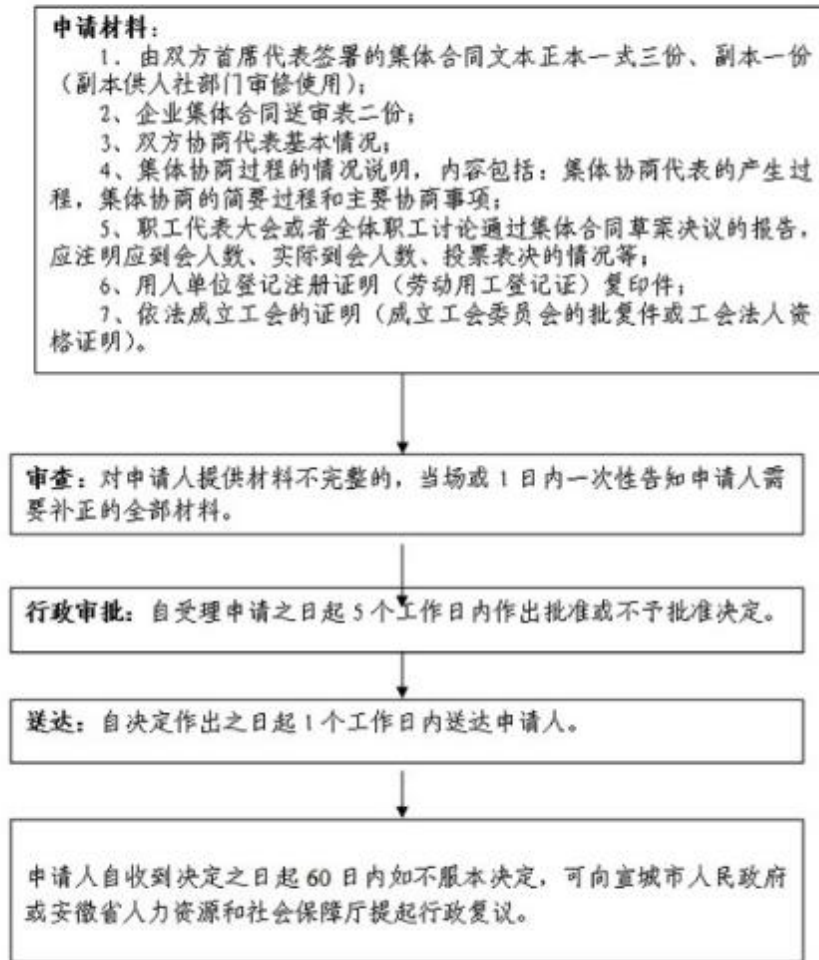 申请材料：
1. 由双方首席代表签署的集体合同文本正本一式三份、副本一份
（副本供人社部门审修使用）；
2、企业集体合同送审表二份；
3、双方协商代表基本情况；
4、集体协商过程的情况说明，内容包括：集体协商代表的产生过
程，集体协商的简要过程和主要协商事项；
5、职工代表大会或者全体职工讨论通过集体合同草案决议的报告，
应注明应到会人数、实际到会人数、投票表决的情况等；
6、用人单位登记注册证明（劳动用工登记证）复印件；
7、依法成立工会的证明（成立工会委员会的批复件或工会法人资
格证明）。
审查：对申请人提供材料不完整的，当场或 1 日内一次性告知申请人需
要补正的全部材料。
行政审批：自受理申请之日起 5 个工作日内作出批准或不予批准决定。
送达：自决定作出之日起 1 个工作日内送达申请人。
申请人自收到决定之日起 60 日内如不服本决定，可向宣城市人民政府
或安徽省人力资源和社会保障厅提起行政复议。